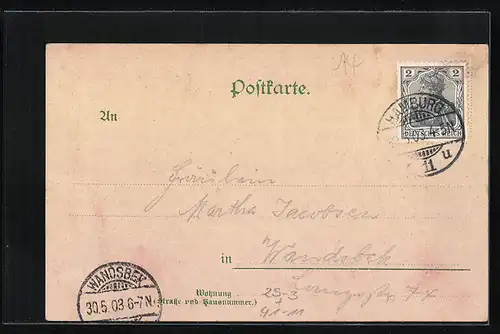 Postkarte.
2 2
DEUTSCHES REICH
HAMBURG
11 u
An
Fräulein
Martha Jacobsen
in Wandsbek
Wohnung
(Straße und Hausnummer.)
WANDSBEK
30.5.03 6-7N